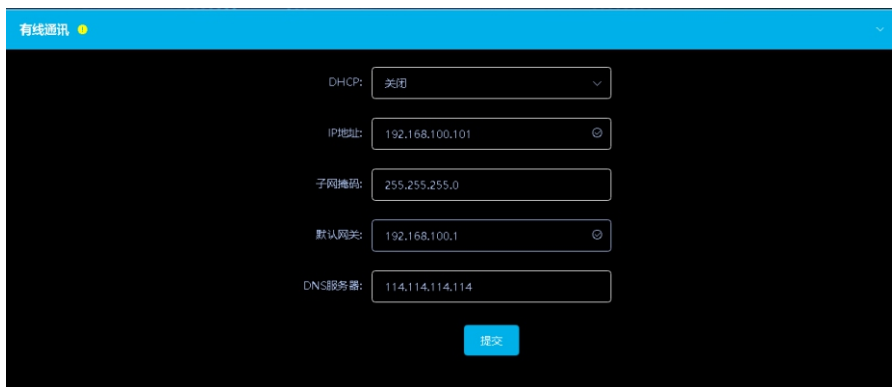 有线通讯
DHCP: 关闭
IP地址: 192.168.100.101
子网掩码: 255.255.255.0
默认网关: 192.168.100.1
DNS服务器: 114.114.114.114
提交